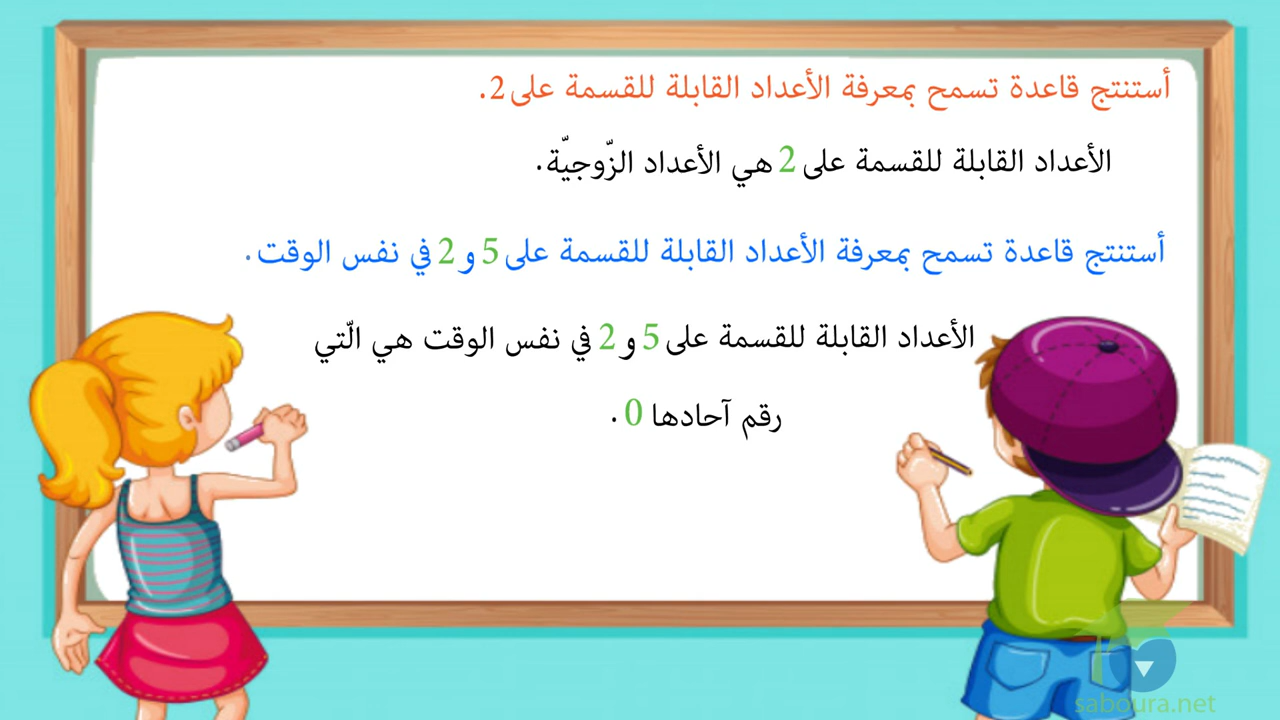 أستنتج قاعدة تسمح بمعرفة الأعداد القابلة للقسمة على 2.
الأعداد القابلة للقسمة على 2 هي الأعداد الزّوجيّة.
أستنتج قاعدة تسمح بمعرفة الأعداد القابلة للقسمة على 5 و 2 في نفس الوقت.
الأعداد القابلة للقسمة على 5 و 2 في نفس الوقت هي الّتي
رقم آحادها 0.
saboura.net